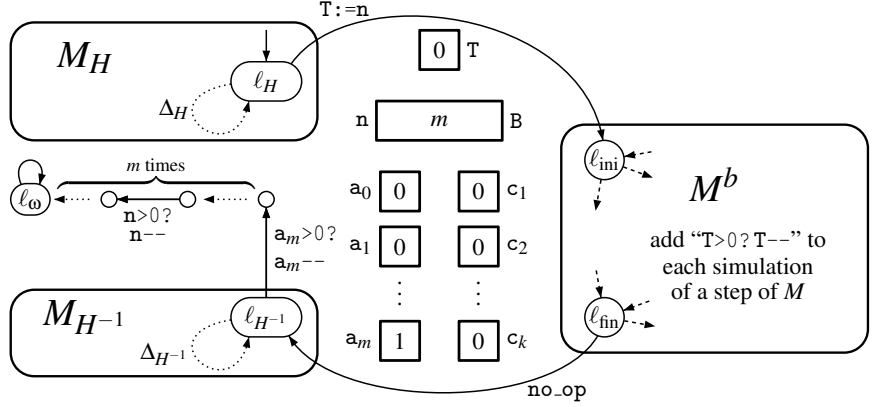 T:=n
M_H
ℓ_H
Δ_H
0 T
n m B
ℓ_ini
M^b
add “T>0? T--” to
each simulation
of a step of M
ℓ_fin
m times
ℓ_ω
n>0?
n--
a_m>0?
a_m--
a_0 0 0 c_1
a_1 0 0 c_2
⋮ ⋮ ⋮ ⋮
a_m 1 0 c_k
M_{H^{-1}}
ℓ_{H^{-1}}
Δ_{H^{-1}}
no_op